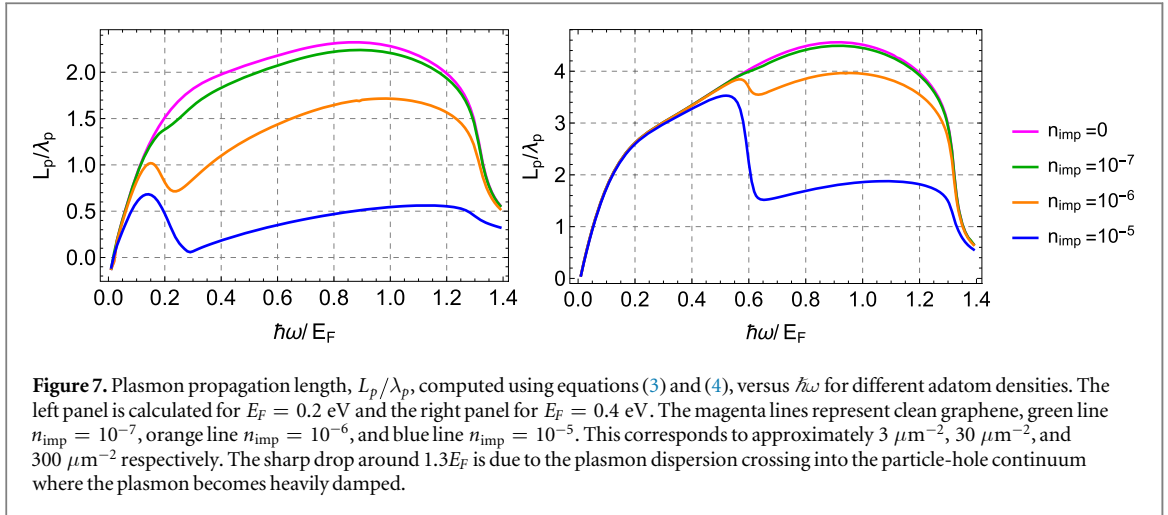 2.0
1.5
1.0
0.5
0.0
Lₚ/λₚ
0.0 0.2 0.4 0.6 0.8 1.0 1.2 1.4
ℏω/E_F
4
3
2
1
0
Lₚ/λₚ
0.0 0.2 0.4 0.6 0.8 1.0 1.2 1.4
ℏω/E_F
n_imp =0
n_imp =10⁻⁷
n_imp =10⁻⁶
n_imp =10⁻⁵
Figure 7. Plasmon propagation length, Lₚ/λₚ, computed using equations (3) and (4), versus ℏω for different adatom densities. The
left panel is calculated for E_F = 0.2 eV and the right panel for E_F = 0.4 eV. The magenta lines represent clean graphene, green line
n_imp = 10⁻⁷, orange line n_imp = 10⁻⁶, and blue line n_imp = 10⁻⁵. This corresponds to approximately 3 μm⁻², 30 μm⁻², and
300 μm⁻² respectively. The sharp drop around 1.3E_F is due to the plasmon dispersion crossing into the particle-hole continuum
where the plasmon becomes heavily damped.